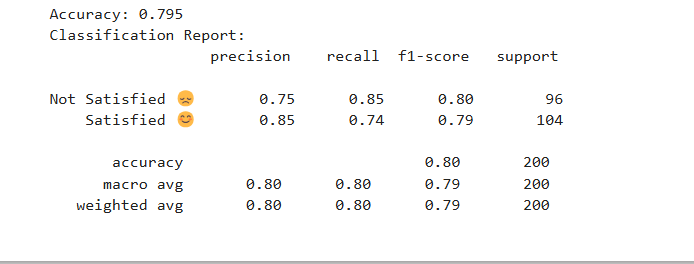 Accuracy: 0.795
Classification Report:
precision recall f1-score support
Not Satisfied 😞 0.75 0.85 0.80 96
Satisfied 😊 0.85 0.74 0.79 104
accuracy 0.80 200
macro avg 0.80 0.80 0.79 200
weighted avg 0.80 0.80 0.79 200